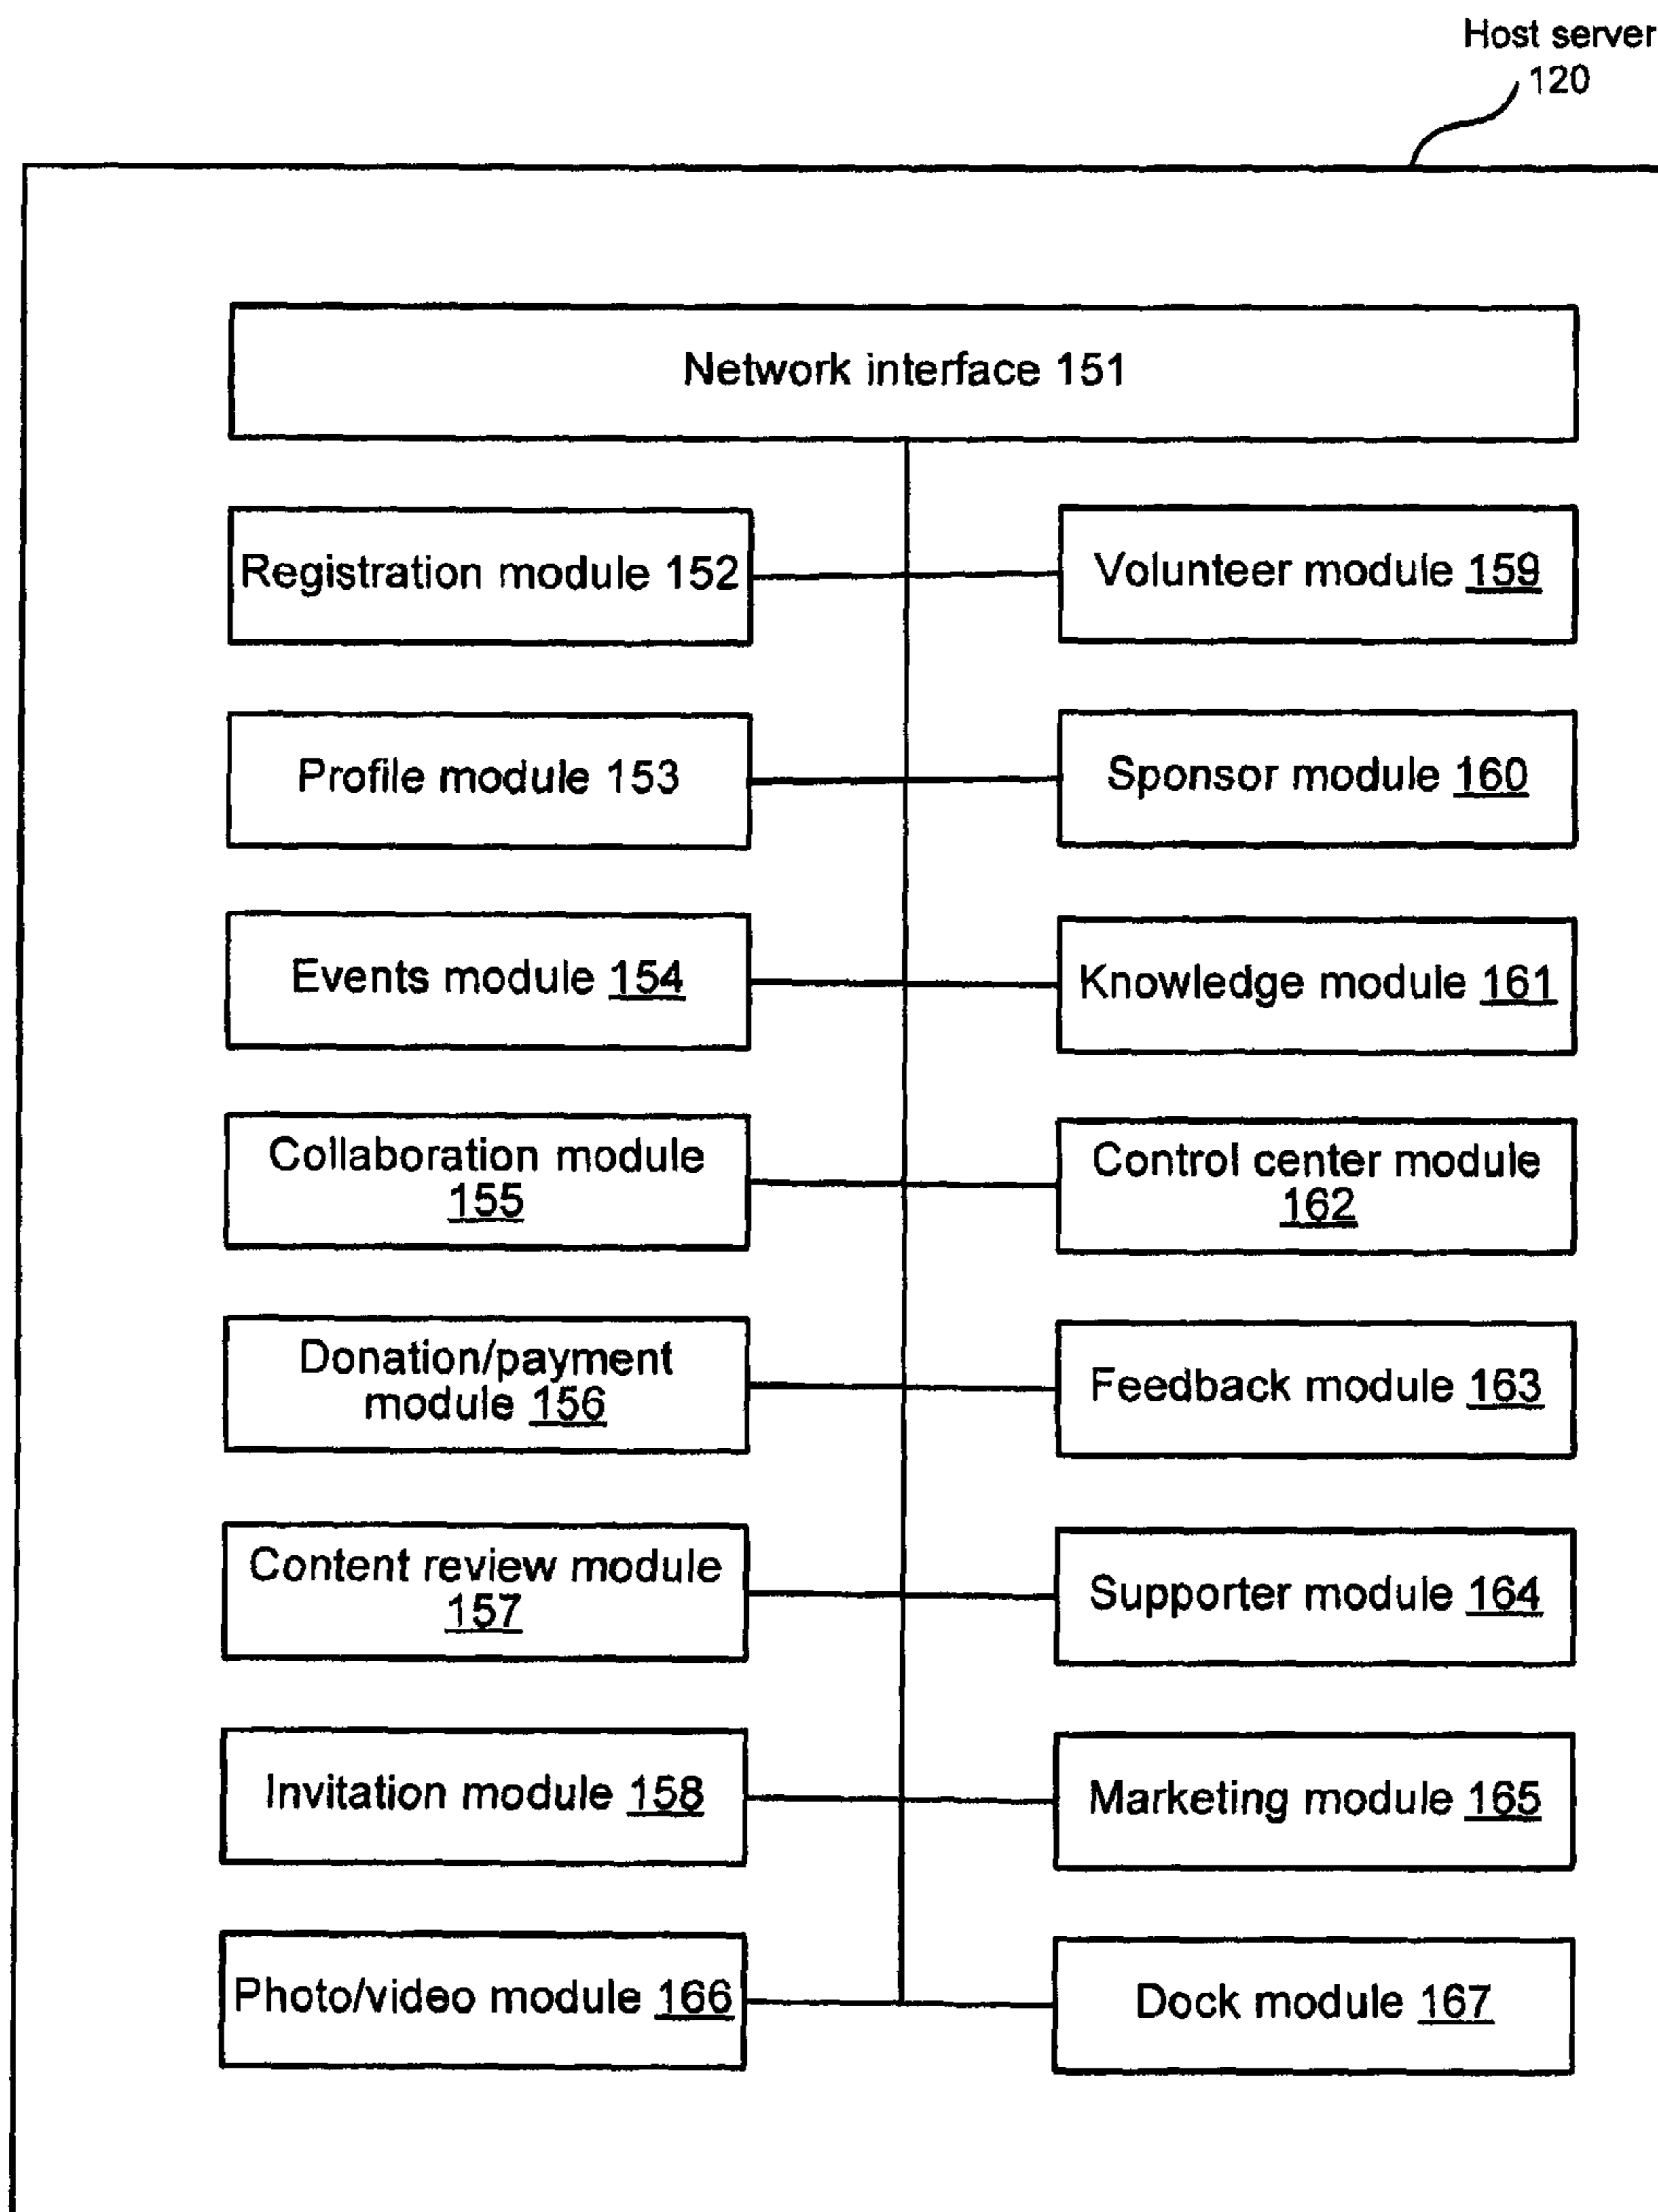 Host server
120
Network interface 151
Registration module 152
Volunteer module 159
Profile module 153
Sponsor module 160
Events module 154
Knowledge module 161
Collaboration module
155
Control center module
162
Donation/payment
module 156
Feedback module 163
Content review module
157
Supporter module 164
Invitation module 158
Marketing module 165
Photo/video module 166
Dock module 167